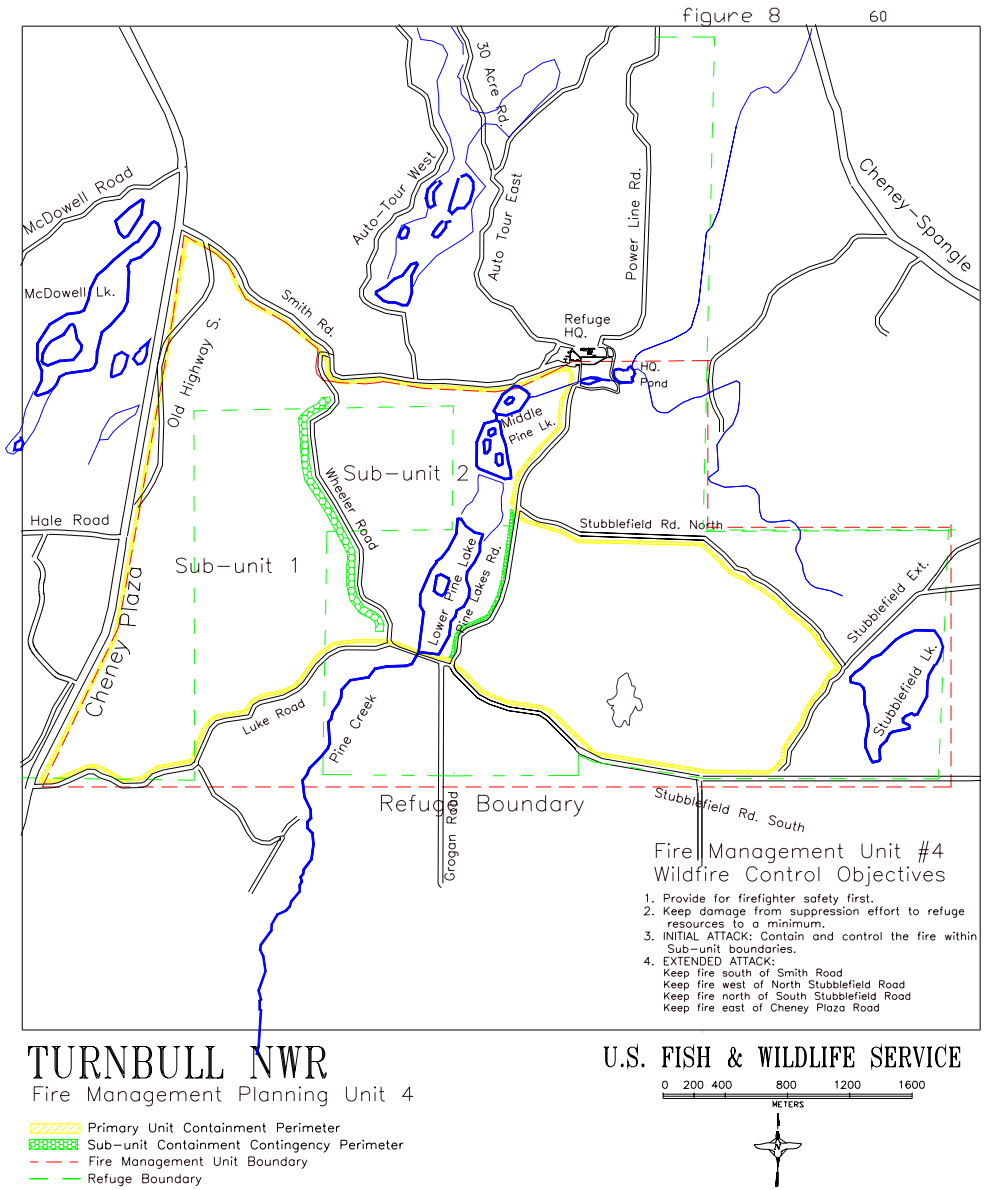 figure 8
60
30 Acre Rd.
McDowell Road
Auto-Tour West
Auto Tour East
Power Line Rd.
Cheney-Spangle
McDowell Lk.
Smith Rd.
Refuge
HQ.
Old Highway S.
HQ.
Pond
Middle
Pine Lk.
Sub-unit 2
Wheeler Road
Hale Road
Stubblefield Rd. North
Sub-unit 1
Lower Pine Lake
Pine Lakes Rd.
Stubblefield Ext.
Cheney Plaza
Stubblefield Lk.
Luke Road
Pine Creek
Refuge Boundary
Grogan Road
Stubblefield Rd. South
Fire Management Unit #4
Wildfire Control Objectives
1. Provide for firefighter safety first.
2. Keep damage from suppression effort to refuge
resources to a minimum.
3. INITIAL ATTACK: Contain and control the fire within
Sub-unit boundaries.
4. EXTENDED ATTACK:
Keep fire south of Smith Road
Keep fire west of North Stubblefield Road
Keep fire north of South Stubblefield Road
Keep fire east of Cheney Plaza Road
TURNBULL NWR
Fire Management Planning Unit 4
U.S. FISH & WILDLIFE SERVICE
0 200 400 800 1200 1600
METERS
N
Primary Unit Containment Perimeter
Sub-unit Containment Contingency Perimeter
Fire Management Unit Boundary
Refuge Boundary